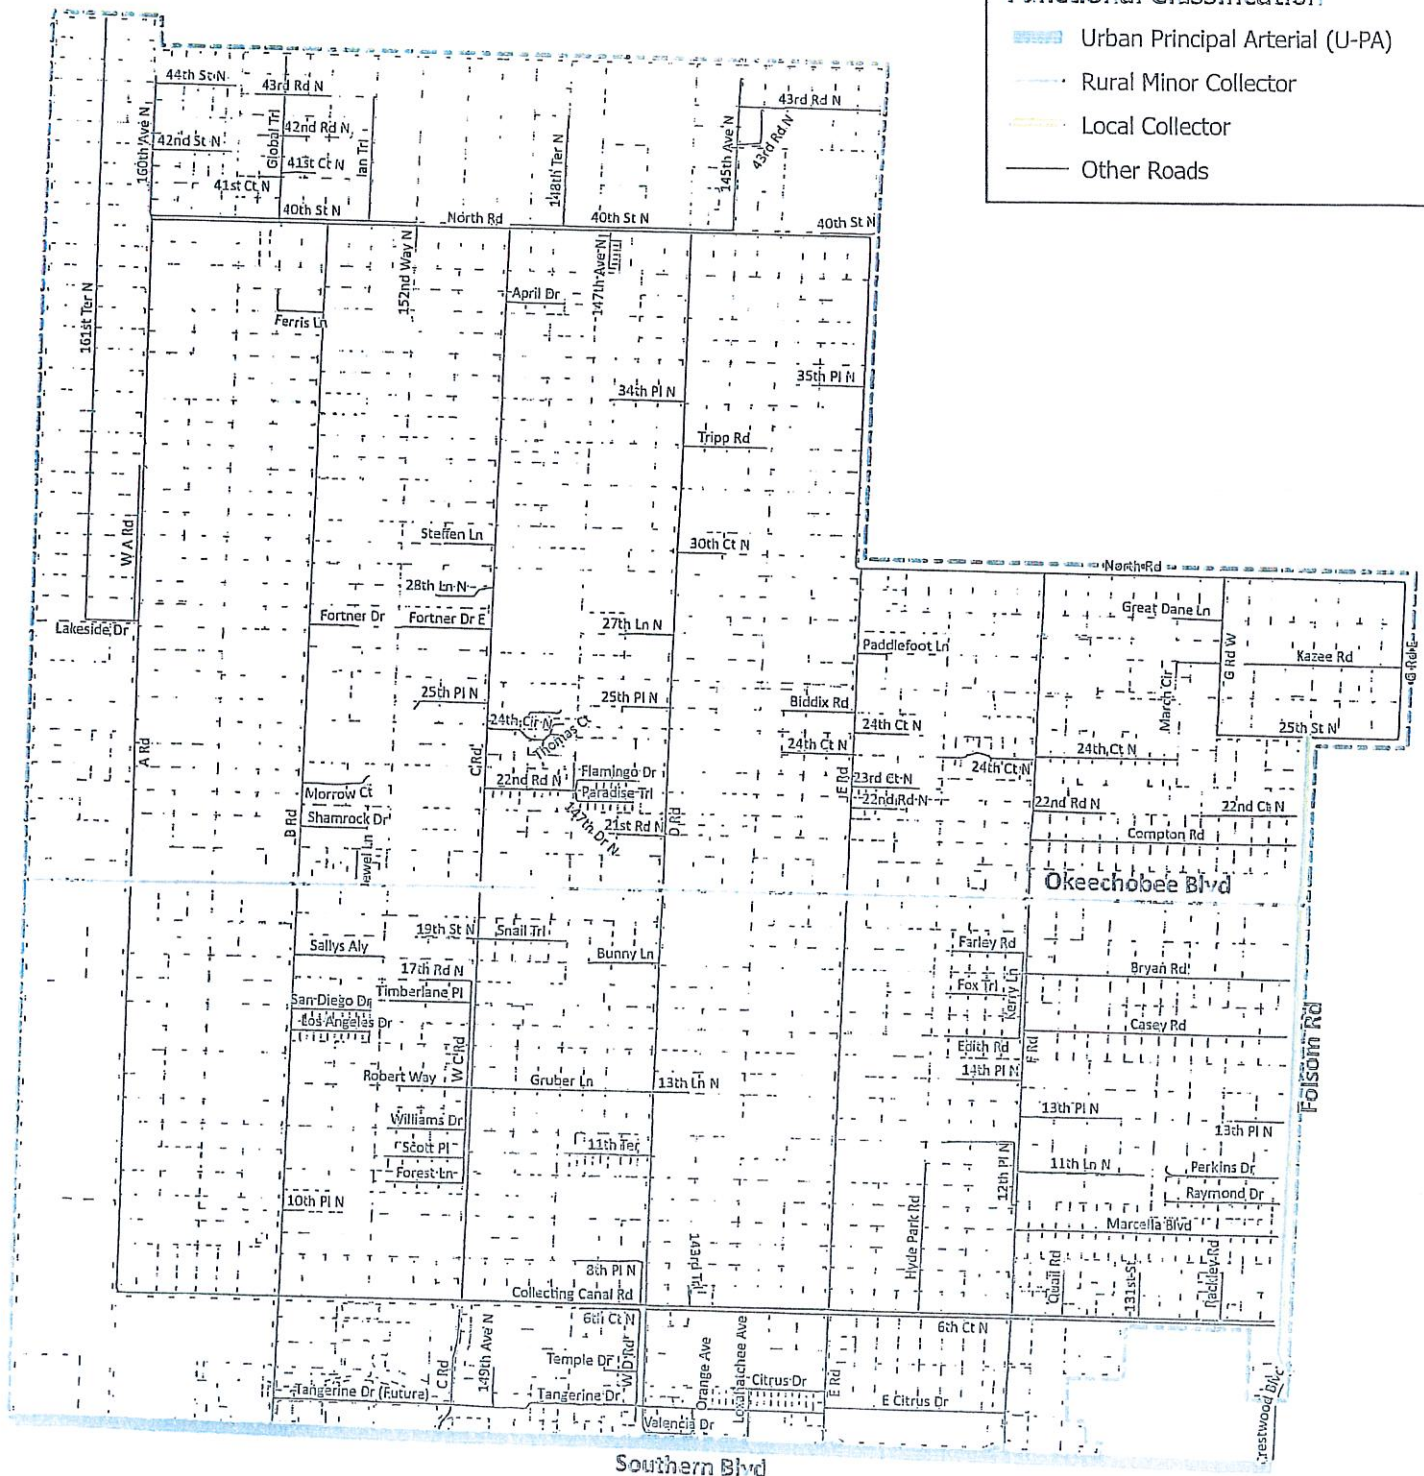 Functional Classification
Urban Principal Arterial (U-PA)
Rural Minor Collector
Local Collector
Other Roads
44th St N
43rd Rd N
43rd Rd N
160th Ave N
42nd St N
Global Trl
42nd Rd N
Ian Trl
148th Ter N
145th Ave N
43rd Rd N
41st Ct N
41st Ct N
40th St N
North Rd
40th St N
40th St N
161st Ter N
152nd Way N
147th Ave N
April Dr
Ferris Ln
34th Pl N
35th Pl N
Tripp Rd
W A Rd
Steffen Ln
30th Ct N
North Rd
28th Ln N
Great Dane Ln
Lakeside Dr
Fortner Dr
Fortner Dr E
27th Ln N
Paddlefoot Ln
G Rd W
Kazee Rd
G Rd E
25th Pl N
25th Pl N
Biddix Rd
March Cir
24th Cir N
Thomas Ct
24th Ct N
25th St N
A Rd
C Rd
24th Ct N
24th Ct N
24th Ct N
22nd Rd N
Flamingo Dr
E Rd
23rd Ct N
Morrow Ct
Paradise Trl
22nd Rd N
22nd Rd N
22nd Ct N
B Rd
Shamrock Dr
147th Dr N
21st Rd N
D Rd
Compton Rd
Jewel Ln
Okeechobee Blvd
19th St N
Snail Trl
Sallys Aly
Bunny Ln
Farley Rd
17th Rd N
Bryan Rd
Timberlane Pl
Fox Trl
Kerry Ln
San Diego Dr
Los Angeles Dr
Casey Rd
W C Rd
Edith Rd
F Rd
Folsom Rd
Robert Way
Gruber Ln
13th Ln N
14th Pl N
Williams Dr
13th Pl N
13th Pl N
Scott Pl
11th Ter
Forest Ln
12th Pl N
11th Ln N
Perkins Dr
10th Pl N
Raymond Dr
Hyde Park Rd
Marcella Blvd
143rd Trl
8th Pl N
Quail Rd
131st St
Rackley Rd
Collecting Canal Rd
6th Ct N
6th Ct N
C Rd
149th Ave N
Temple Dr
W D Rd
Orange Ave
Loxahatchee Ave
Citrus Dr
E Rd
Tangerine Dr (Future)
Tangerine Dr
E Citrus Dr
Valencia Dr
Crestwood Blvd
Southern Blvd